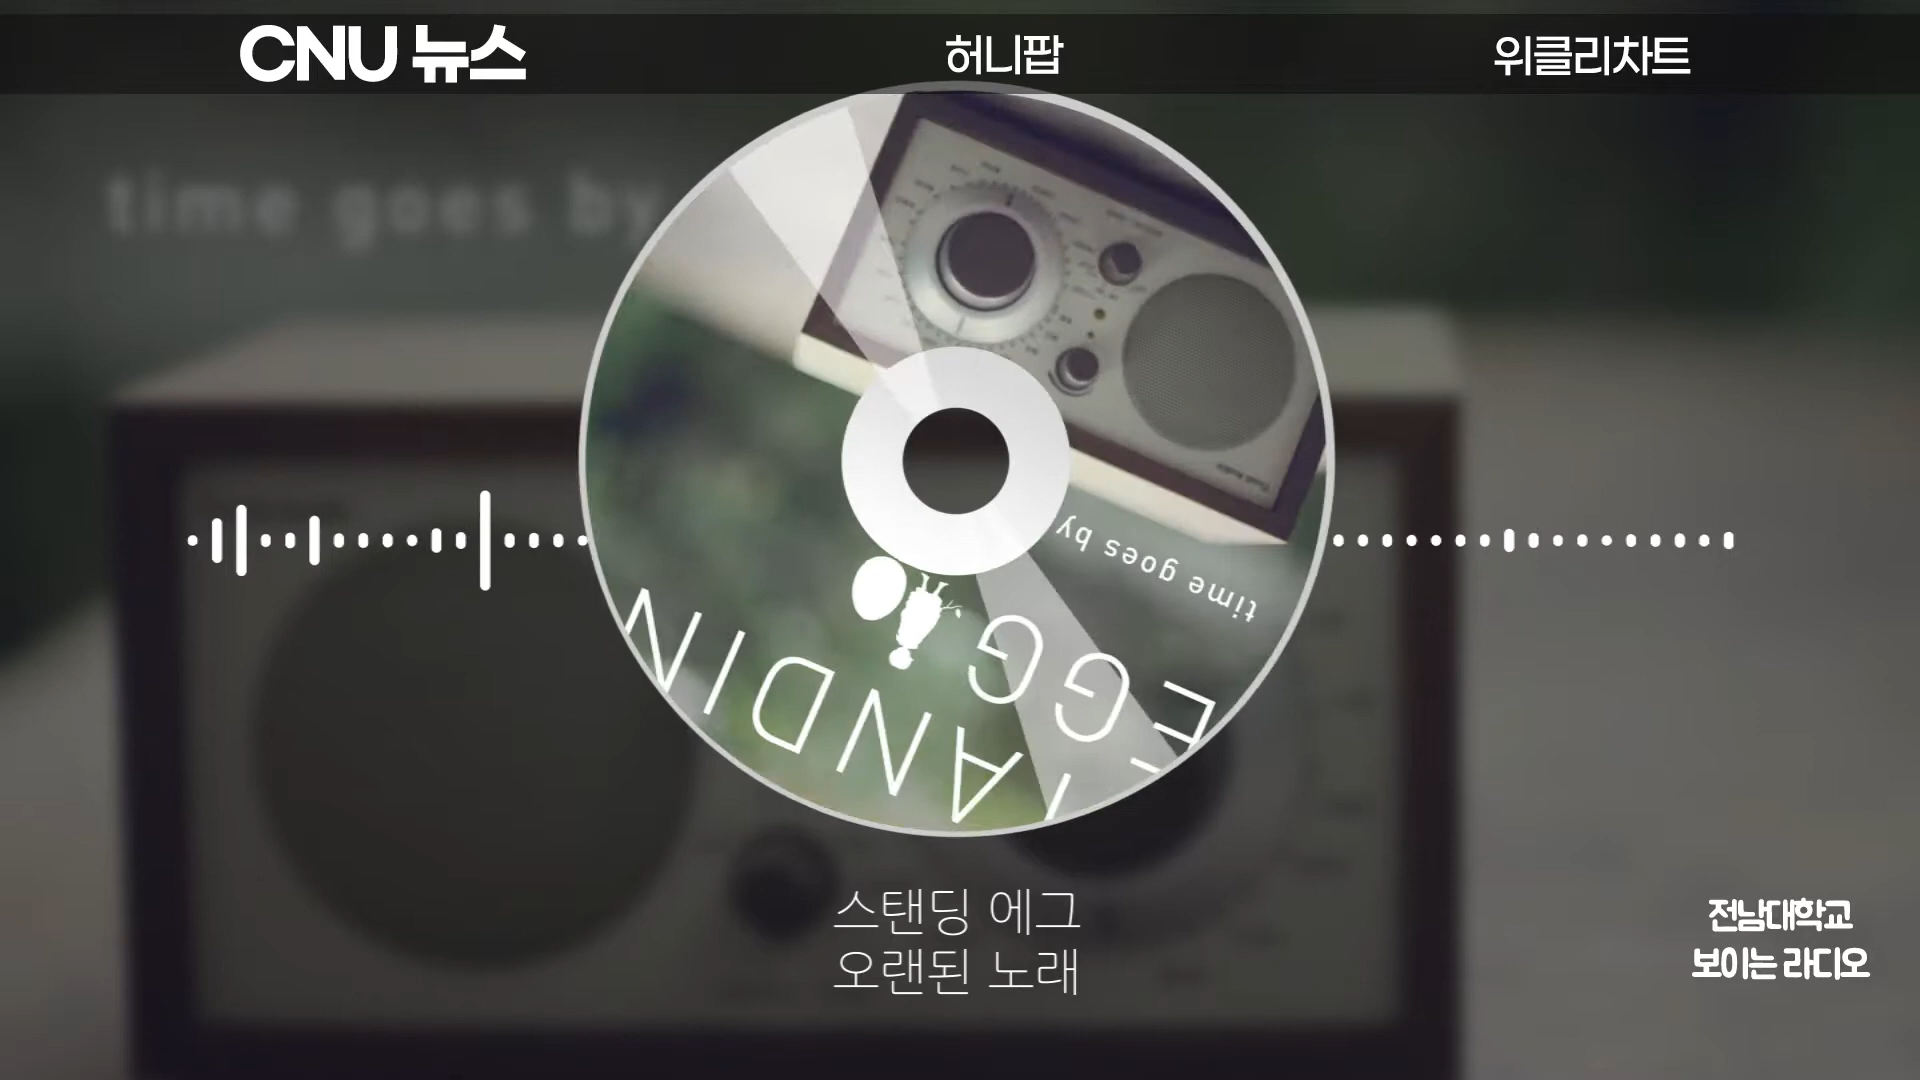 CNU 뉴스
허니팝
위클리차트
time goes by
time goes by
EGG
TANDIN
스탠딩 에그
오랜된 노래
전남대학교
보이는 라디오